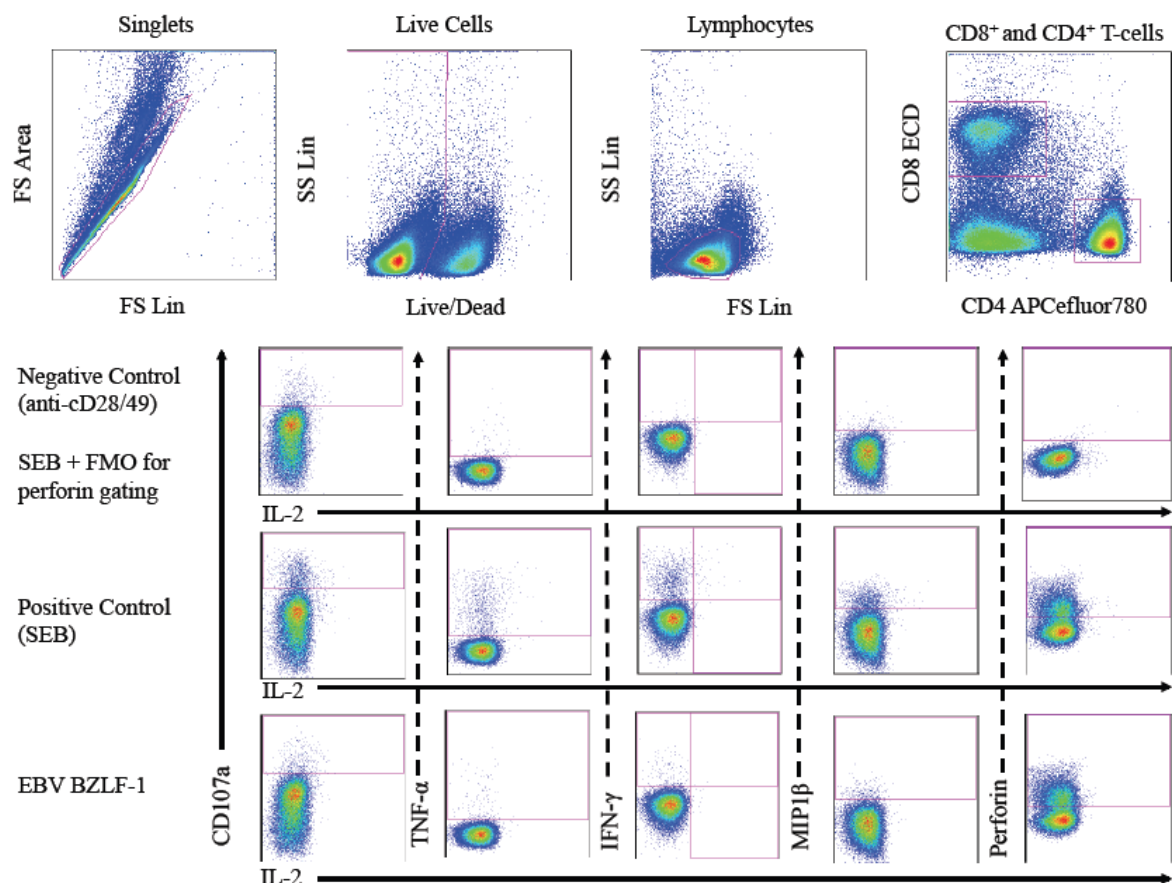 Singlets
Live Cells
Lymphocytes
CD8⁺ and CD4⁺ T-cells
FS Area
SS Lin
SS Lin
CD8 ECD
FS Lin
Live/Dead
FS Lin
CD4 APCefluor780
Negative Control
(anti-cD28/49)
SEB + FMO for
perforin gating
IL-2
Positive Control
(SEB)
IL-2
EBV BZLF-1
CD107a
TNF-α
IFN-γ
MIP1β
Perforin
IL-2